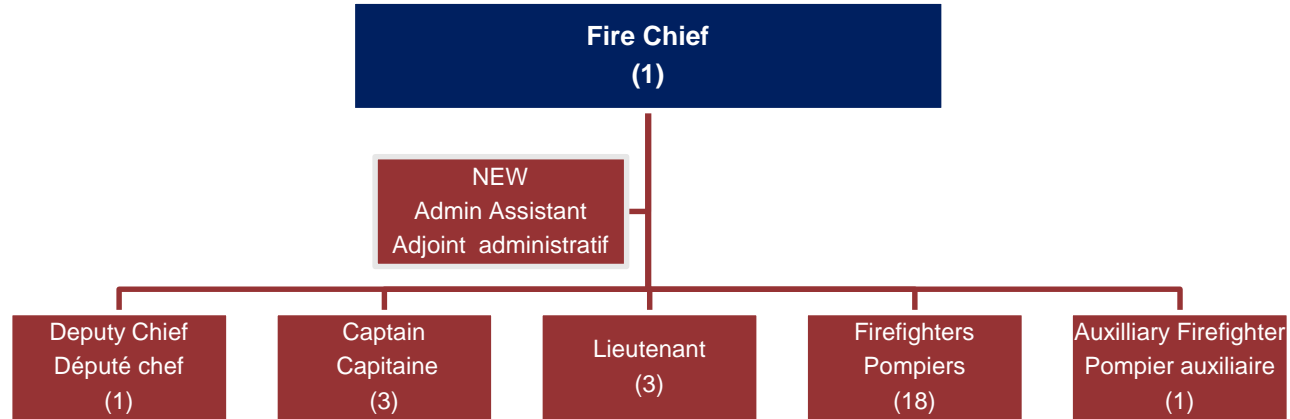 Fire Chief
(1)
NEW
Admin Assistant
Adjoint administratif
Deputy Chief
Député chef
(1)
Captain
Capitaine
(3)
Lieutenant
(3)
Firefighters
Pompiers
(18)
Auxilliary Firefighter
Pompier auxiliaire
(1)